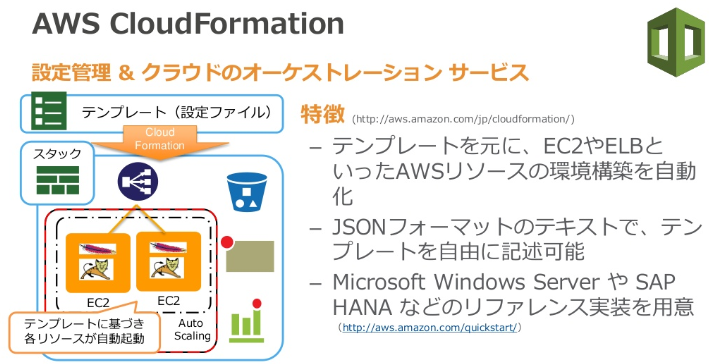 AWS CloudFormation
設定管理 & クラウドのオーケストレーション サービス
テンプレート（設定ファイル）
Cloud
Formation
スタック
EC2
EC2
Auto
Scaling
テンプレートに基づき
各リソースが自動起動
特徴（http://aws.amazon.com/jp/cloudformation/）
– テンプレートを元に、EC2やELBと
いったAWSリソースの環境構築を自動
化
– JSONフォーマットのテキストで、テン
プレートを自由に記述可能
– Microsoft Windows Server や SAP
HANA などのリファレンス実装を用意
（http://aws.amazon.com/quickstart/）